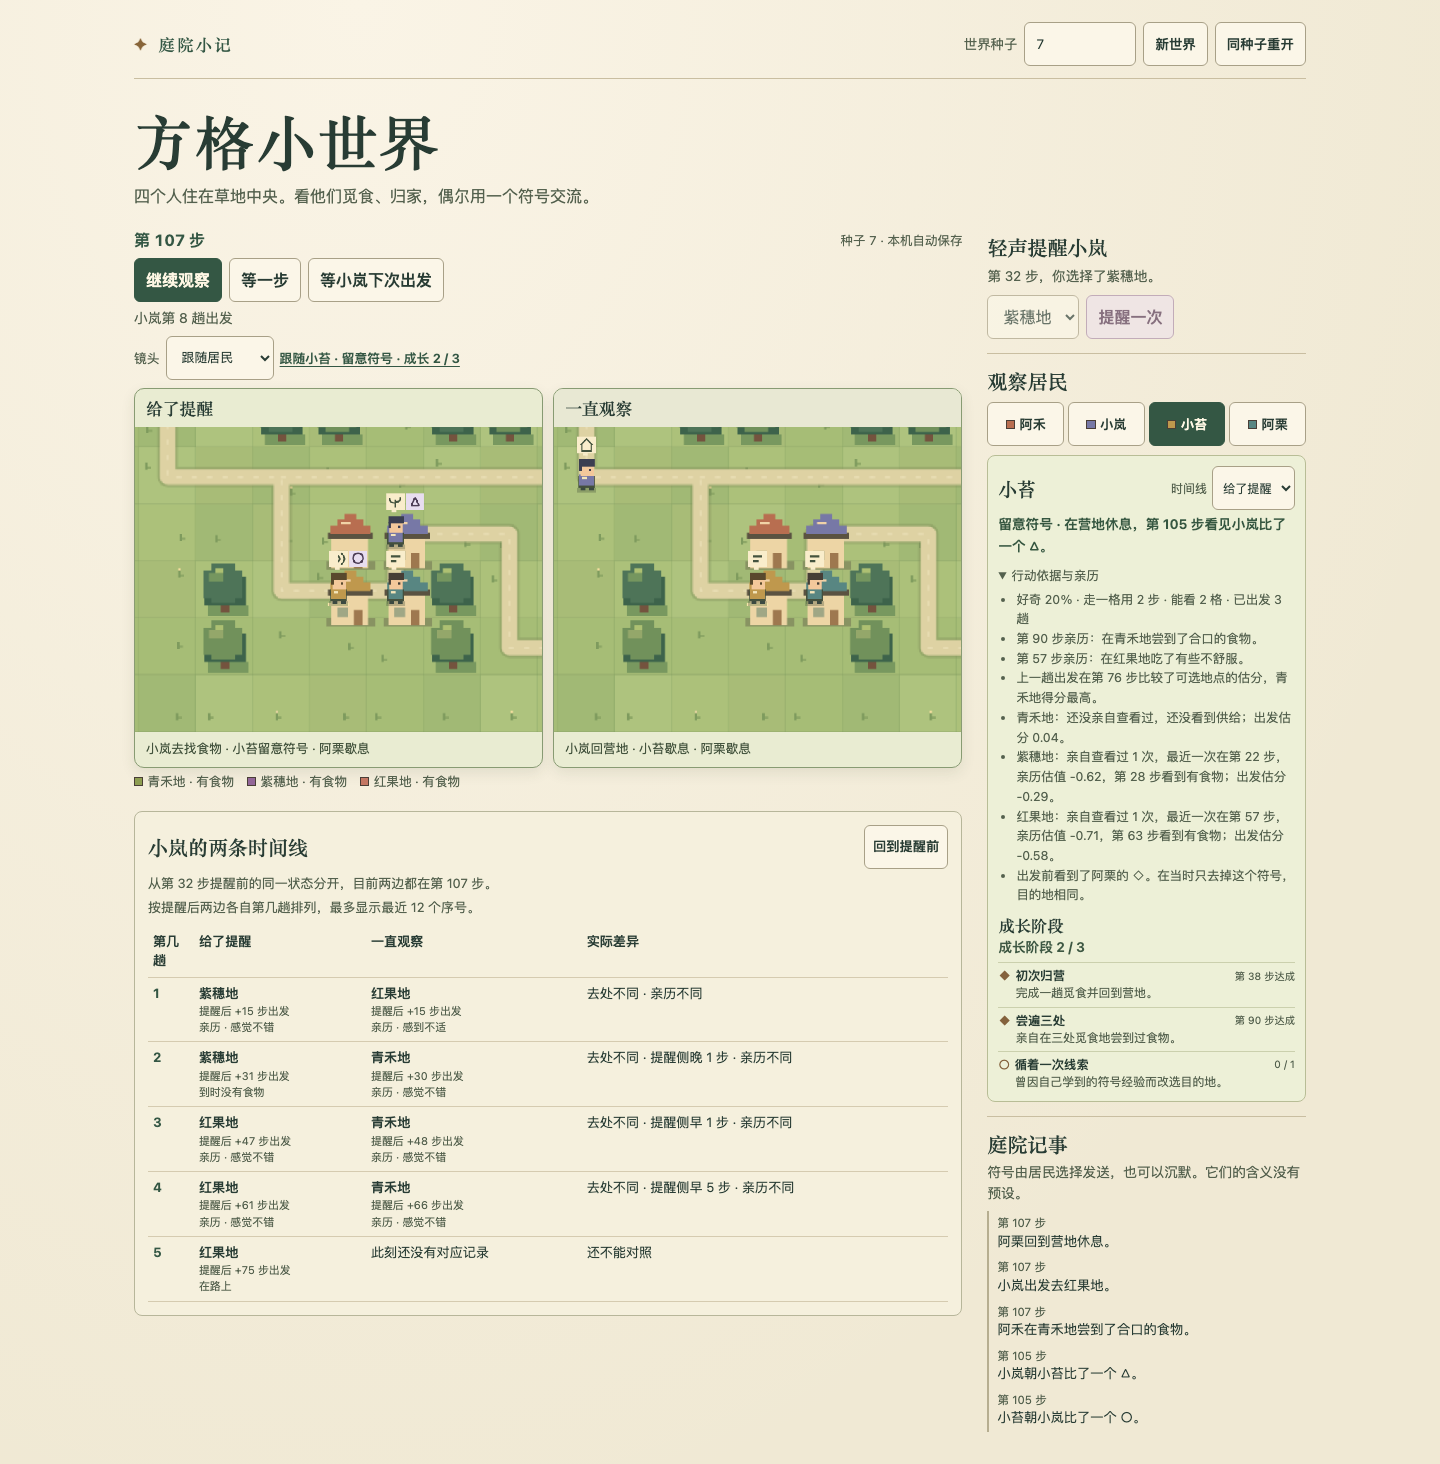 庭院小记
世界种子 7 新世界 同种子重开
方格小世界
四个人住在草地中央。看他们觅食、归家，偶尔用一个符号交流。
第 107 步
种子 7 · 本机自动保存
继续观察 等一步 等小岚下次出发
小岚第 8 趟出发
镜头 跟随居民 跟随小苔 · 留意符号 · 成长 2 / 3
给了提醒
小岚去找食物 · 小苔留意符号 · 阿栗歇息
一直观察
小岚回营地 · 小苔歇息 · 阿栗歇息
青禾地 · 有食物 紫穗地 · 有食物 红果地 · 有食物
小岚的两条时间线
回到提醒前
从第 32 步提醒前的同一状态分开，目前两边都在第 107 步。
按提醒后两边各自第几趟排列，最多显示最近 12 个序号。
第几趟 给了提醒 一直观察 实际差异
1 紫穗地 红果地 去处不同 · 亲历不同
提醒后 +15 步出发 提醒后 +15 步出发
亲历 · 感觉不错 亲历 · 感到不适
2 紫穗地 青禾地 去处不同 · 提醒侧晚 1 步 · 亲历不同
提醒后 +31 步出发 提醒后 +30 步出发
到时没有食物 亲历 · 感觉不错
3 红果地 青禾地 去处不同 · 提醒侧早 1 步 · 亲历不同
提醒后 +47 步出发 提醒后 +48 步出发
亲历 · 感觉不错 亲历 · 感觉不错
4 红果地 青禾地 去处不同 · 提醒侧早 5 步 · 亲历不同
提醒后 +61 步出发 提醒后 +66 步出发
亲历 · 感觉不错 亲历 · 感觉不错
5 红果地 此刻还没有对应记录 还不能对照
提醒后 +75 步出发
在路上
轻声提醒小岚
第 32 步，你选择了紫穗地。
紫穗地 提醒一次
观察居民
阿禾 小岚 小苔 阿栗
小苔
时间线 给了提醒
留意符号 · 在营地休息，第 105 步看见小岚比了
一个 △。
▼ 行动依据与亲历
• 好奇 20% · 走一格用 2 步 · 能看 2 格 · 已出发 3
趟
• 第 90 步亲历：在青禾地尝到了合口的食物。
• 第 57 步亲历：在红果地吃了有些不舒服。
• 上一趟出发在第 76 步比较了可选地点的估分，青
禾地得分最高。
• 青禾地：还没亲自查看过，还没看到供给；出发估
分 0.04。
• 紫穗地：亲自查看过 1 次，最近一次在第 22 步，
亲历估值 -0.62，第 28 步看到有食物；出发估分
-0.29。
• 红果地：亲自查看过 1 次，最近一次在第 57 步，
亲历估值 -0.71，第 63 步看到有食物；出发估分
-0.58。
• 出发前看到了阿栗的 ◇。在当时只去掉这个符号，
目的地相同。
成长阶段
成长阶段 2 / 3
◆ 初次归营 第 38 步达成
完成一趟觅食并回到营地。
◆ 尝遍三处 第 90 步达成
亲自在三处觅食地尝到过食物。
○ 循着一次线索 0 / 1
曾因自己学到的符号经验而改选目的地。
庭院记事
符号由居民选择发送，也可以沉默。它们的含义没有
预设。
第 107 步
阿栗回到营地休息。
第 107 步
小岚出发去红果地。
第 107 步
阿禾在青禾地尝到了合口的食物。
第 105 步
小岚朝小苔比了一个 △。
第 105 步
小苔朝小岚比了一个 ○。